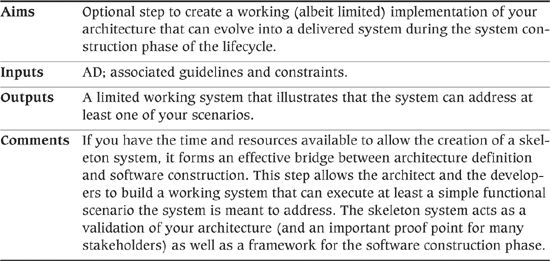 Aims Optional step to create a working (albeit limited) implementation of your
architecture that can evolve into a delivered system during the system con-
struction phase of the lifecycle.
Inputs AD; associated guidelines and constraints.
Outputs A limited working system that illustrates that the system can address at
least one of your scenarios.
Comments If you have the time and resources available to allow the creation of a skel-
eton system, it forms an effective bridge between architecture definition
and software construction. This step allows the architect and the develop-
ers to build a working system that can execute at least a simple functional
scenario the system is meant to address. The skeleton system acts as a
validation of your architecture (and an important proof point for many
stakeholders) as well as a framework for the software construction phase.